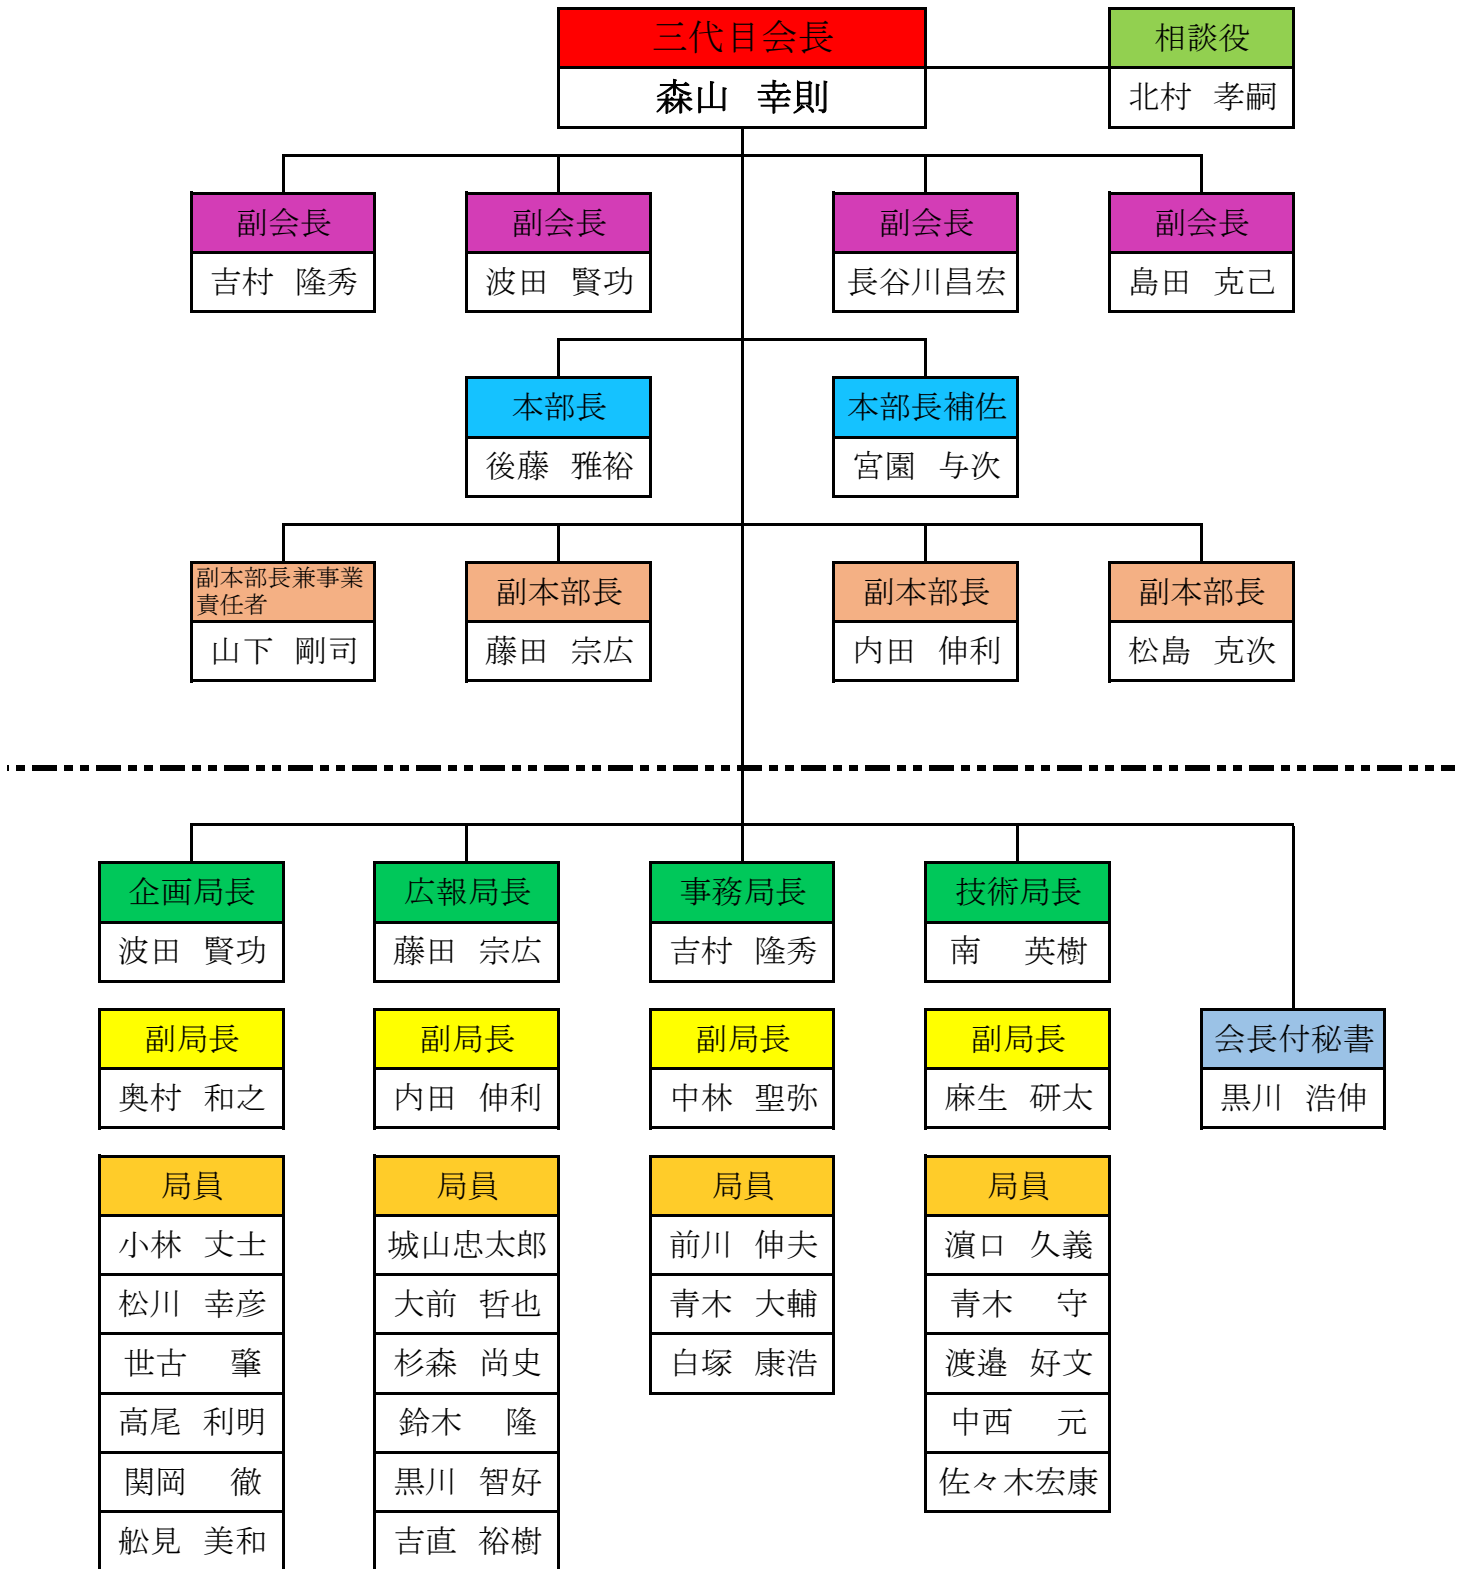 三代目会長
森山 幸則
相談役
北村 孝嗣
副会長
吉村 隆秀
副会長
波田 賢功
副会長
長谷川昌宏
副会長
島田 克己
本部長
後藤 雅裕
本部長補佐
宮園 与次
副本部長兼事業
責任者
山下 剛司
副本部長
藤田 宗広
副本部長
内田 伸利
副本部長
松島 克次
企画局長
波田 賢功
広報局長
藤田 宗広
事務局長
吉村 隆秀
技術局長
南 英樹
副局長
奥村 和之
副局長
内田 伸利
副局長
中林 聖弥
副局長
麻生 研太
会長付秘書
黒川 浩伸
局員
小林 丈士
松川 幸彦
世古 肇
高尾 利明
関岡 徹
舩見 美和
局員
城山忠太郎
大前 哲也
杉森 尚史
鈴木 隆
黒川 智好
吉直 裕樹
局員
前川 伸夫
青木 大輔
白塚 康浩
局員
濵口 久義
青木 守
渡邉 好文
中西 元
佐々木宏康